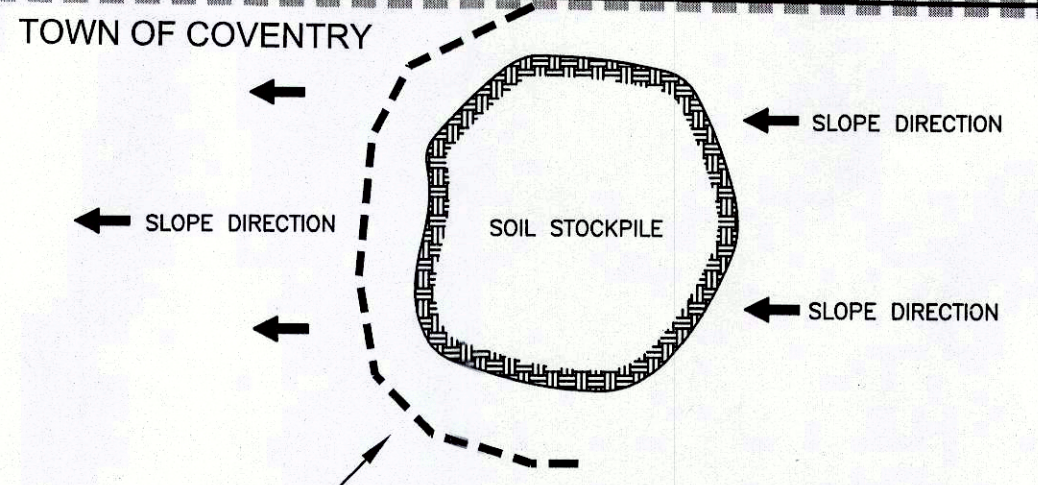 TOWN OF COVENTRY
SLOPE DIRECTION
SLOPE DIRECTION
SOIL STOCKPILE
SLOPE DIRECTION